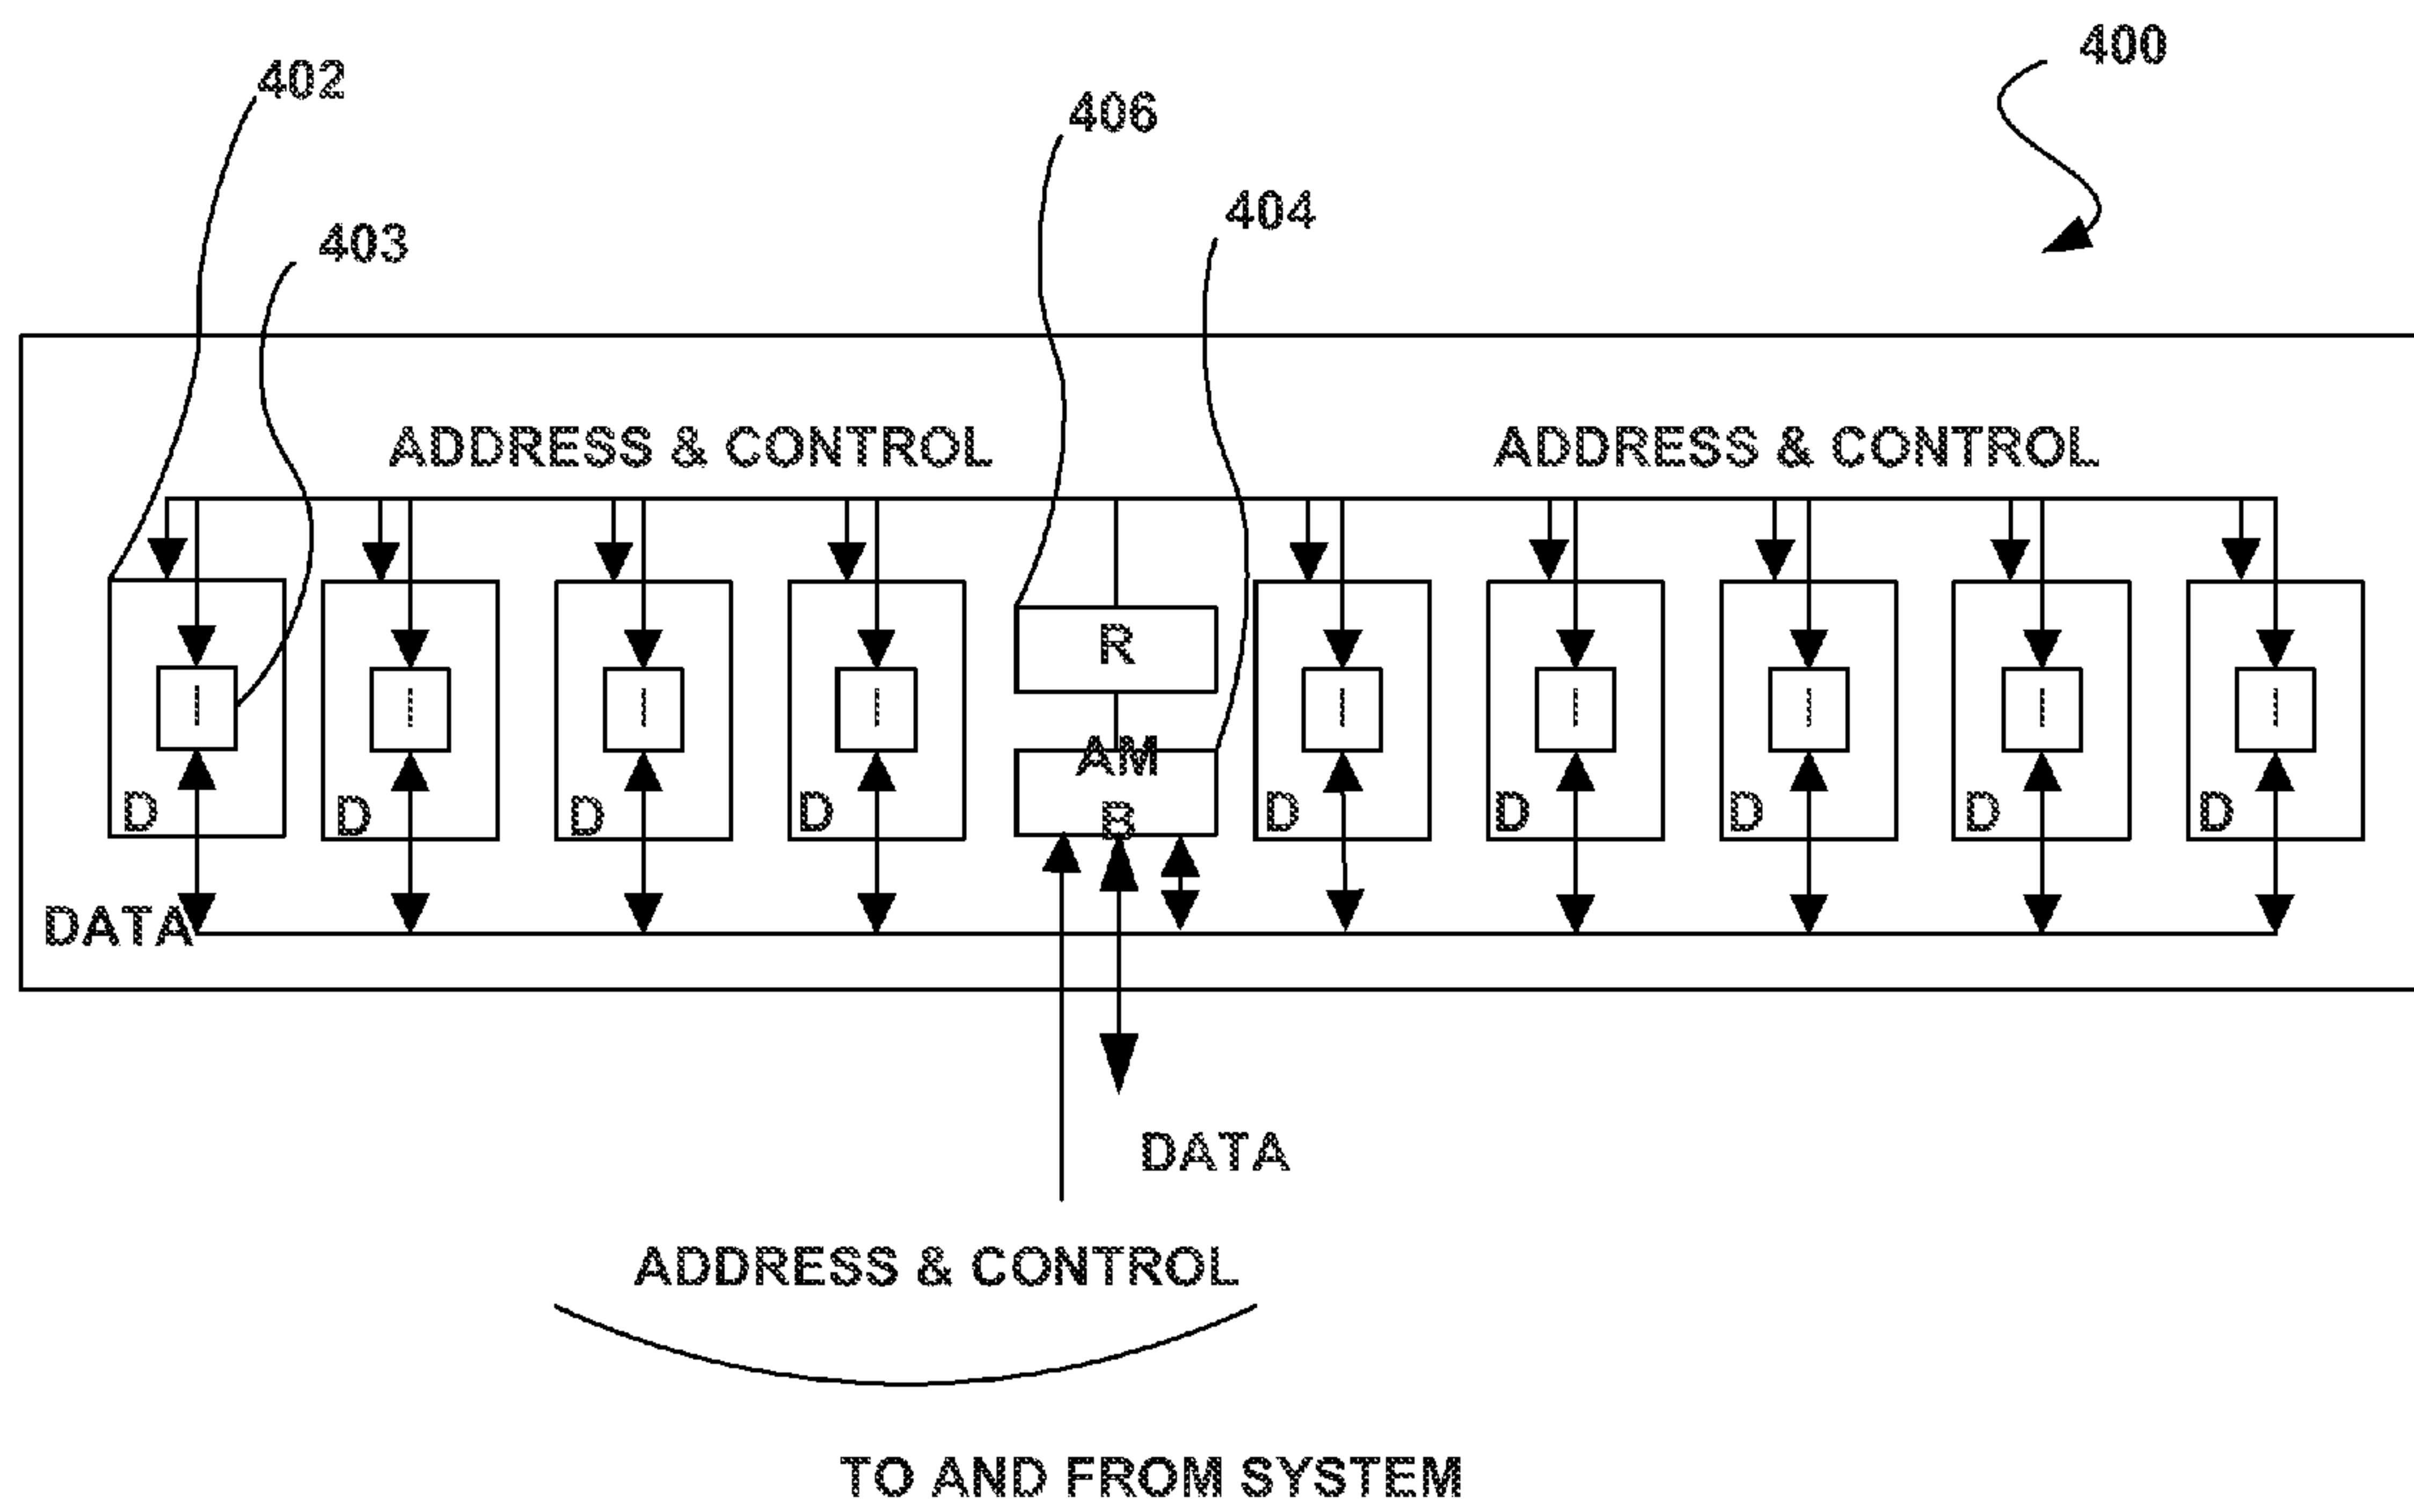 400
402
406
404
403
ADDRESS & CONTROL ADDRESS & CONTROL
R
I I I I I I I I I
AM
B
D D D D D D D D D
DATA
DATA
ADDRESS & CONTROL
TO AND FROM SYSTEM